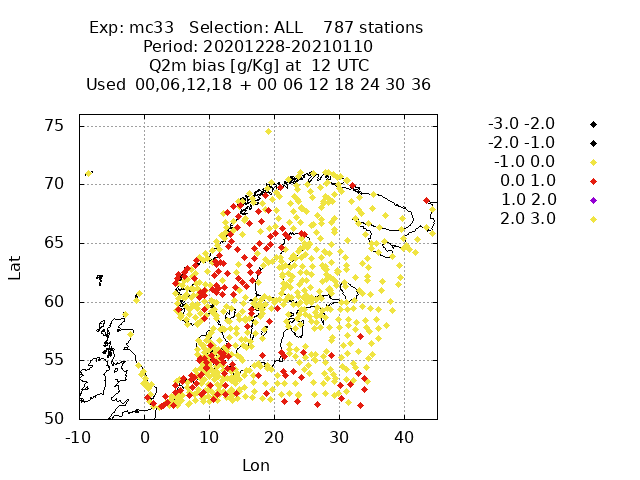 Exp: mc33 Selection: ALL 787 stations
Period: 20201228-20210110
Q2m bias [g/Kg] at 12 UTC
Used 00,06,12,18 + 00 06 12 18 24 30 36
75
70
65
60
55
50
-10 0 10 20 30 40
Lat
Lon
-3.0 -2.0
-2.0 -1.0
-1.0 0.0
0.0 1.0
1.0 2.0
2.0 3.0